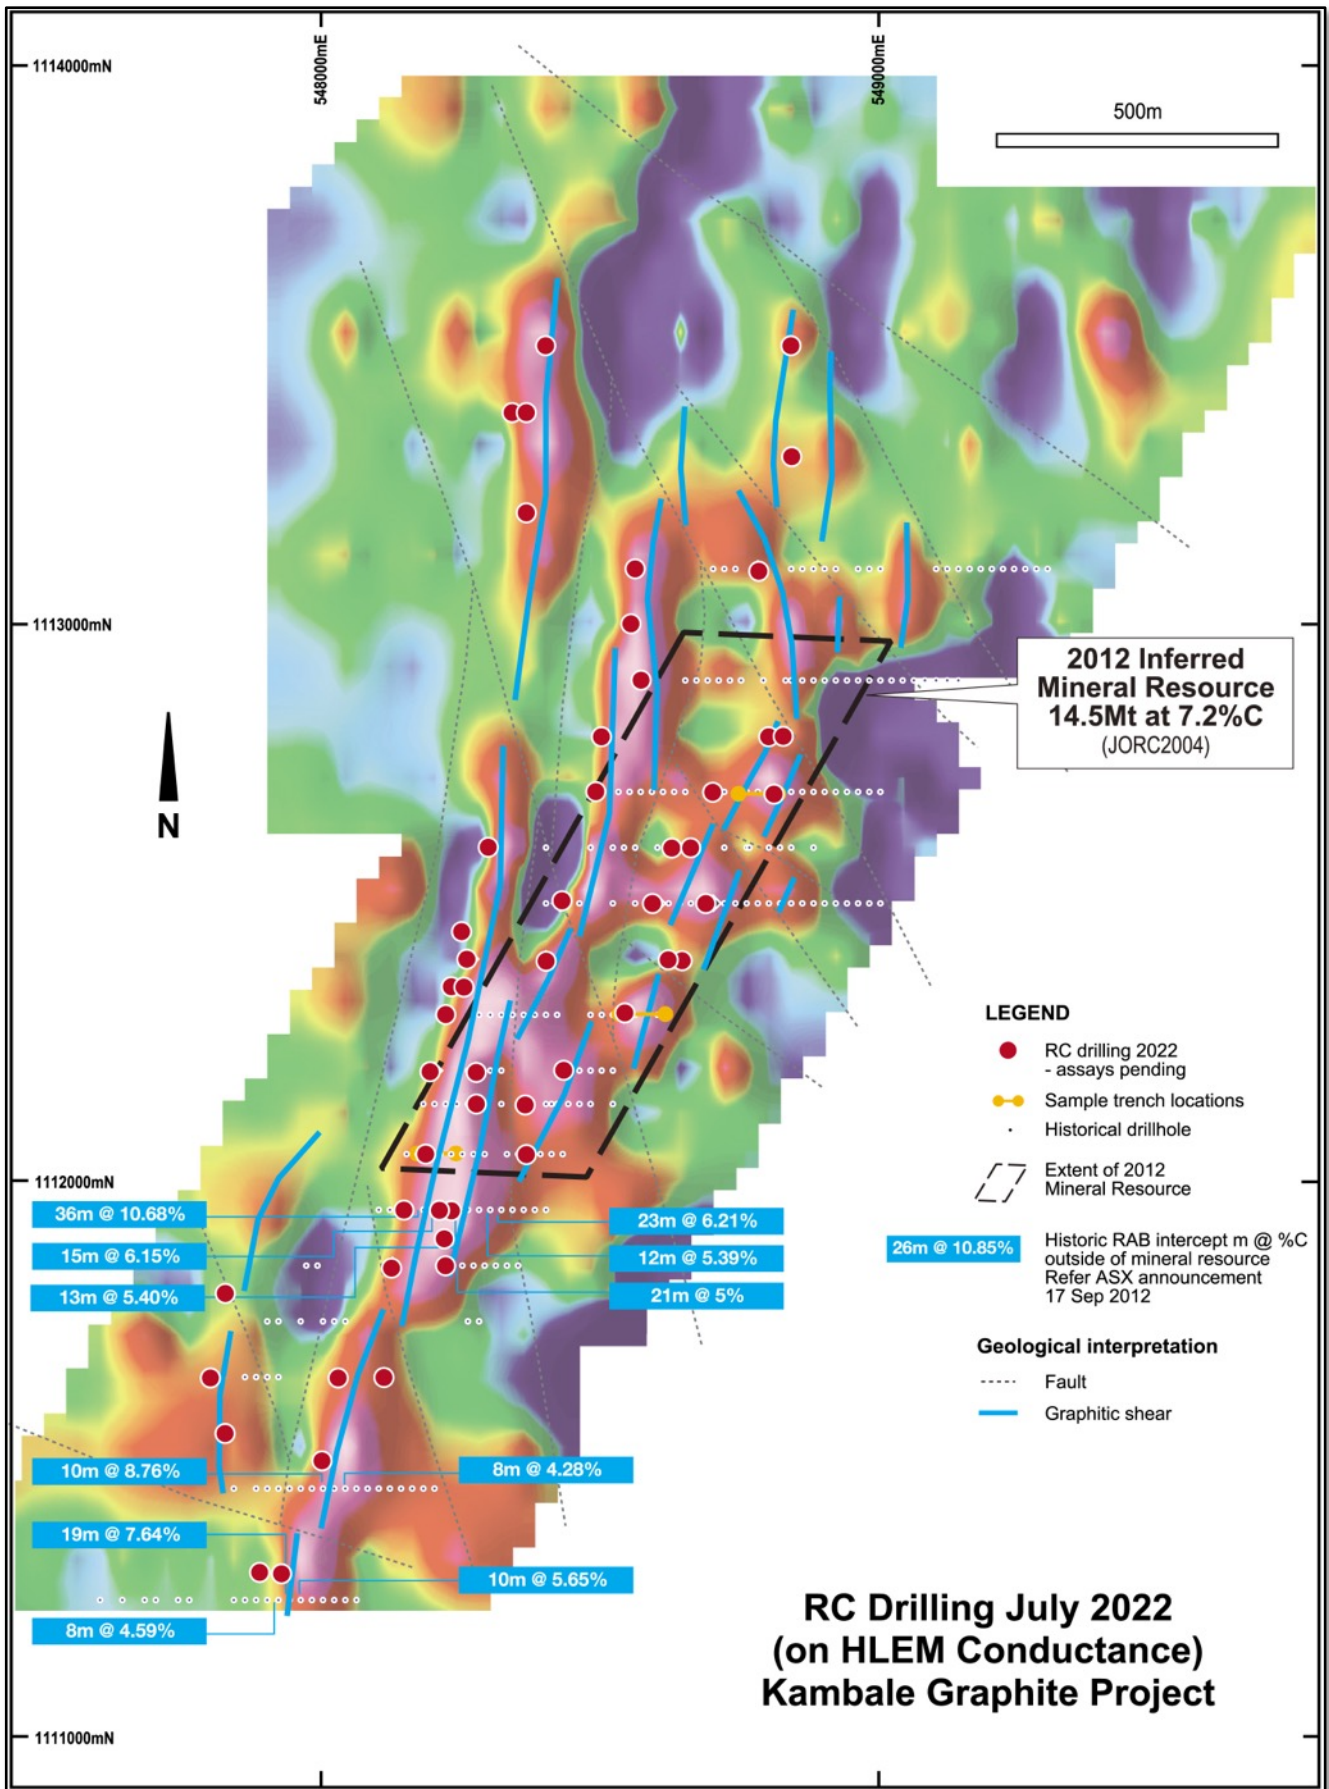 548000mE
549000mE
1114000mN
500m
1113000mN
2012 Inferred
Mineral Resource
14.5Mt at 7.2%C
(JORC2004)
N
LEGEND
RC drilling 2022
- assays pending
Sample trench locations
Historical drillhole
Extent of 2012
Mineral Resource
26m @ 10.85%
Historic RAB intercept m @ %C
outside of mineral resource
Refer ASX announcement
17 Sep 2012
Geological interpretation
Fault
Graphitic shear
1112000mN
36m @ 10.68%
23m @ 6.21%
15m @ 6.15%
12m @ 5.39%
13m @ 5.40%
21m @ 5%
10m @ 8.76%
8m @ 4.28%
19m @ 7.64%
10m @ 5.65%
8m @ 4.59%
RC Drilling July 2022
(on HLEM Conductance)
Kambale Graphite Project
1111000mN